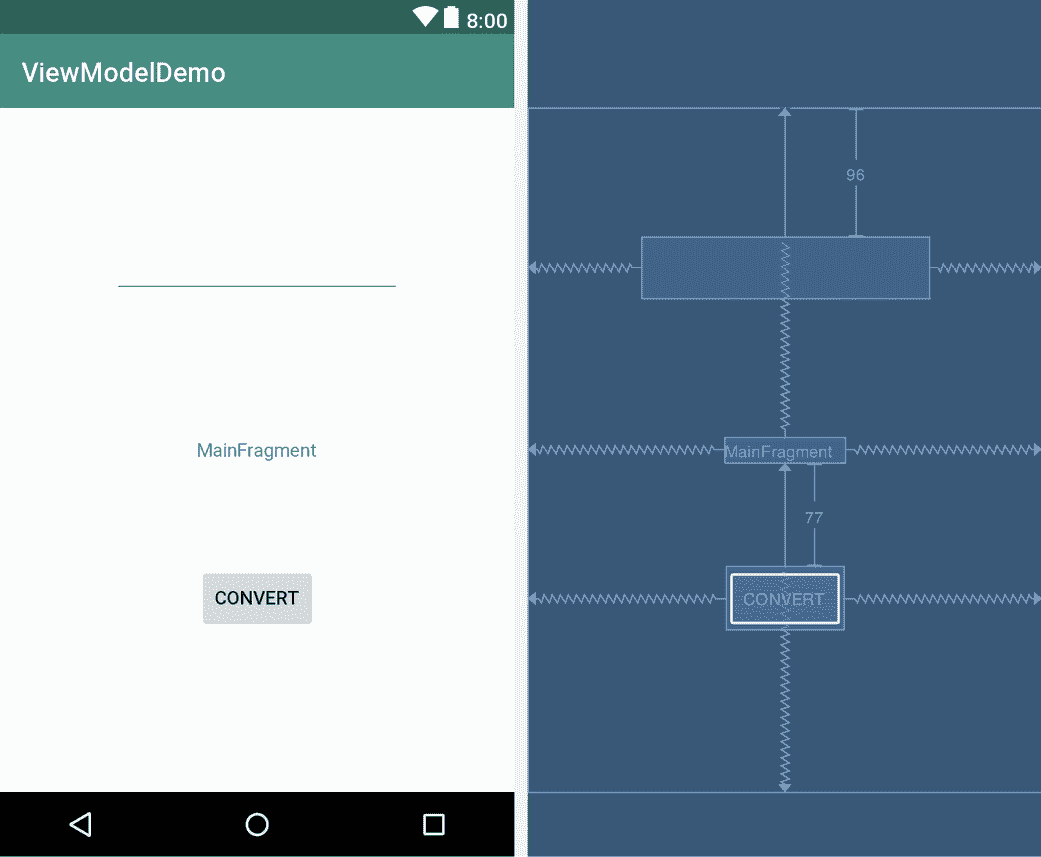 8:00
ViewModelDemo
MainFragment
CONVERT
96
MainFragment
77
CONVERT